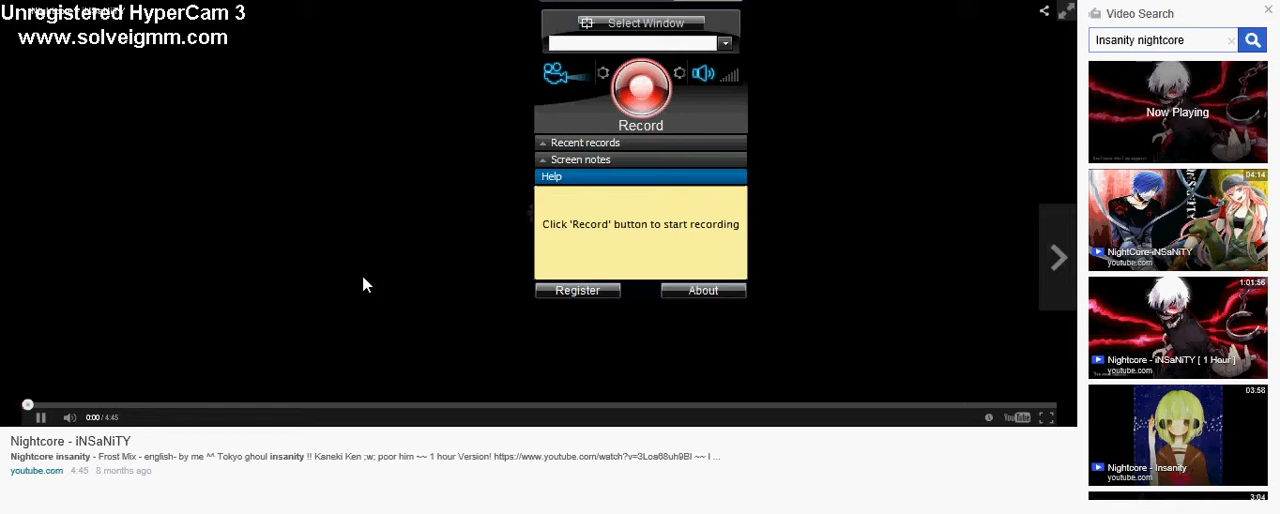 Unregistered HyperCam 3
www.solveigmm.com
Select Window
Record
Recent records
Screen notes
Help
Click 'Record' button to start recording
Register
About
0:00 / 4:45
YouTube
Nightcore - iNSaNiTY
Nightcore insanity - Frost Mix - english- by me ^^ Tokyo ghoul insanity !! Kaneki Ken ;w; poor him ~~ 1 hour Version! https://www.youtube.com/watch?v=3Loa68uh9BI ~~ I ...
youtube.com 4:45 8 months ago
Video Search
Insanity nightcore
Now Playing
04:14
NightCore-iNSaNiTY
youtube.com
1:01:56
Nightcore - iNSaNiTY [ 1 Hour ]
youtube.com
03:58
Nightcore - Insanity
youtube.com
3:04